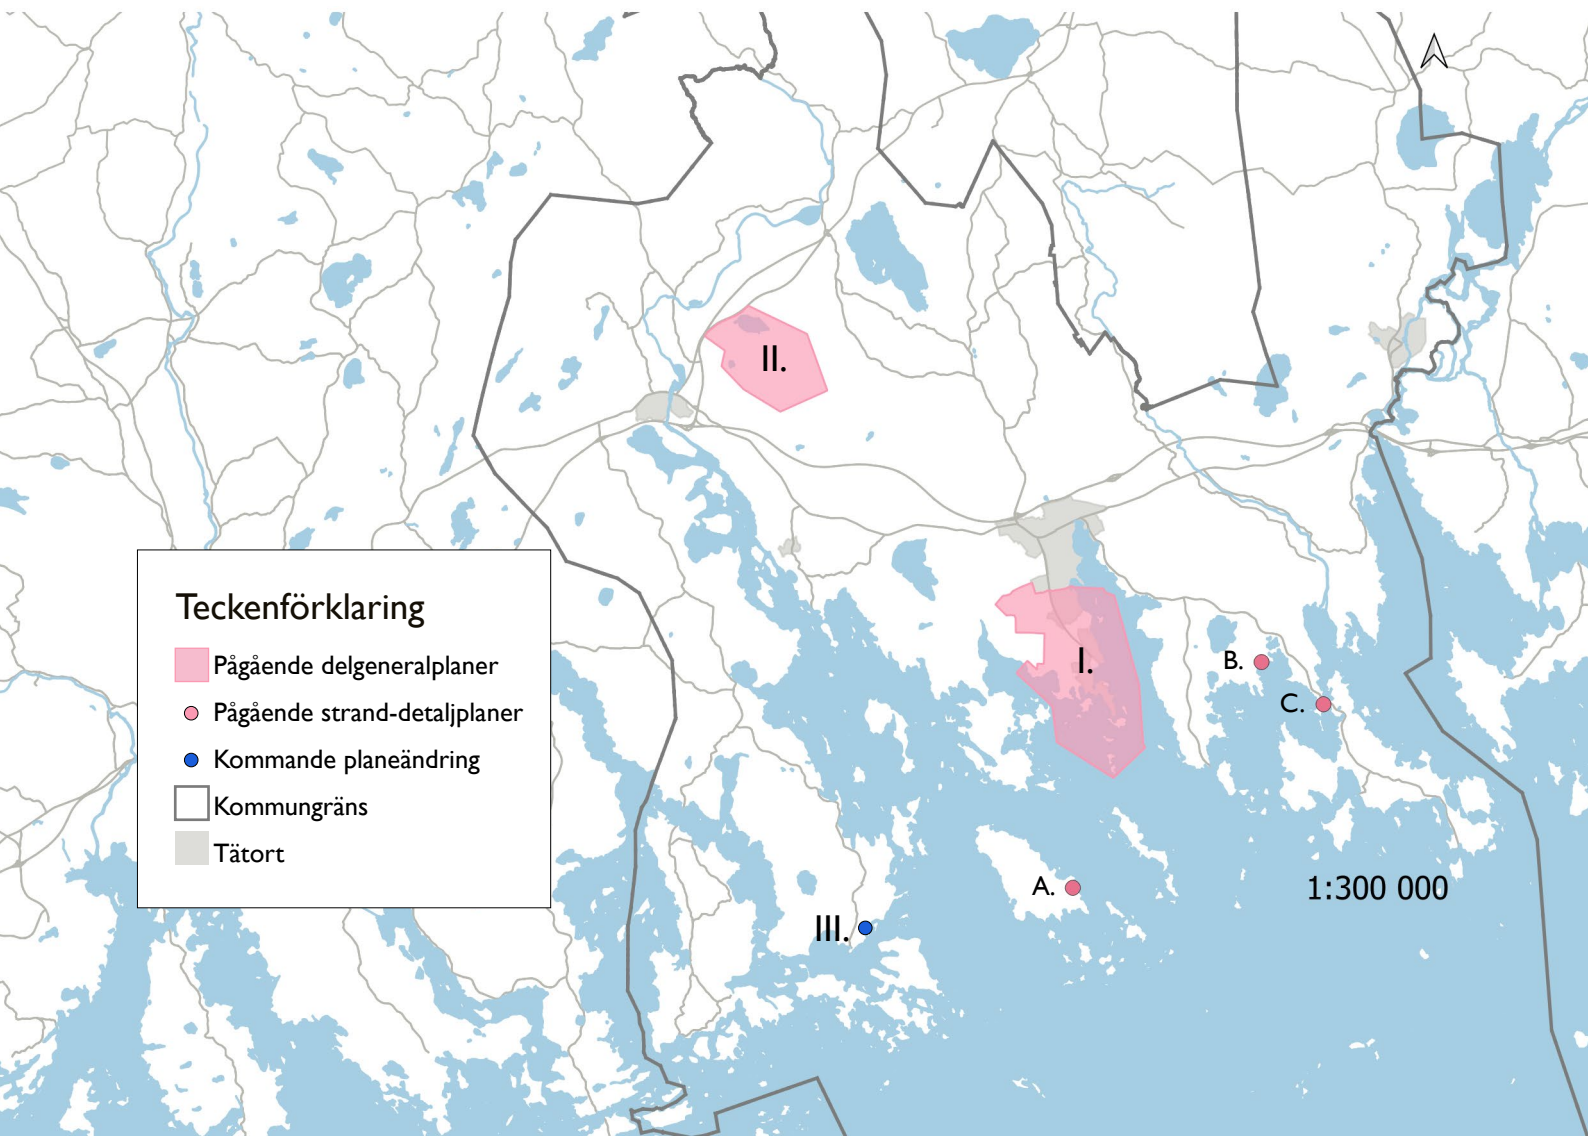 II.
I.
B.
C.
A.
III.
1:300 000
Teckenförklaring
Pågående delgeneralplaner
Pågående strand-detaljplaner
Kommande planeändring
Kommungräns
Tätort